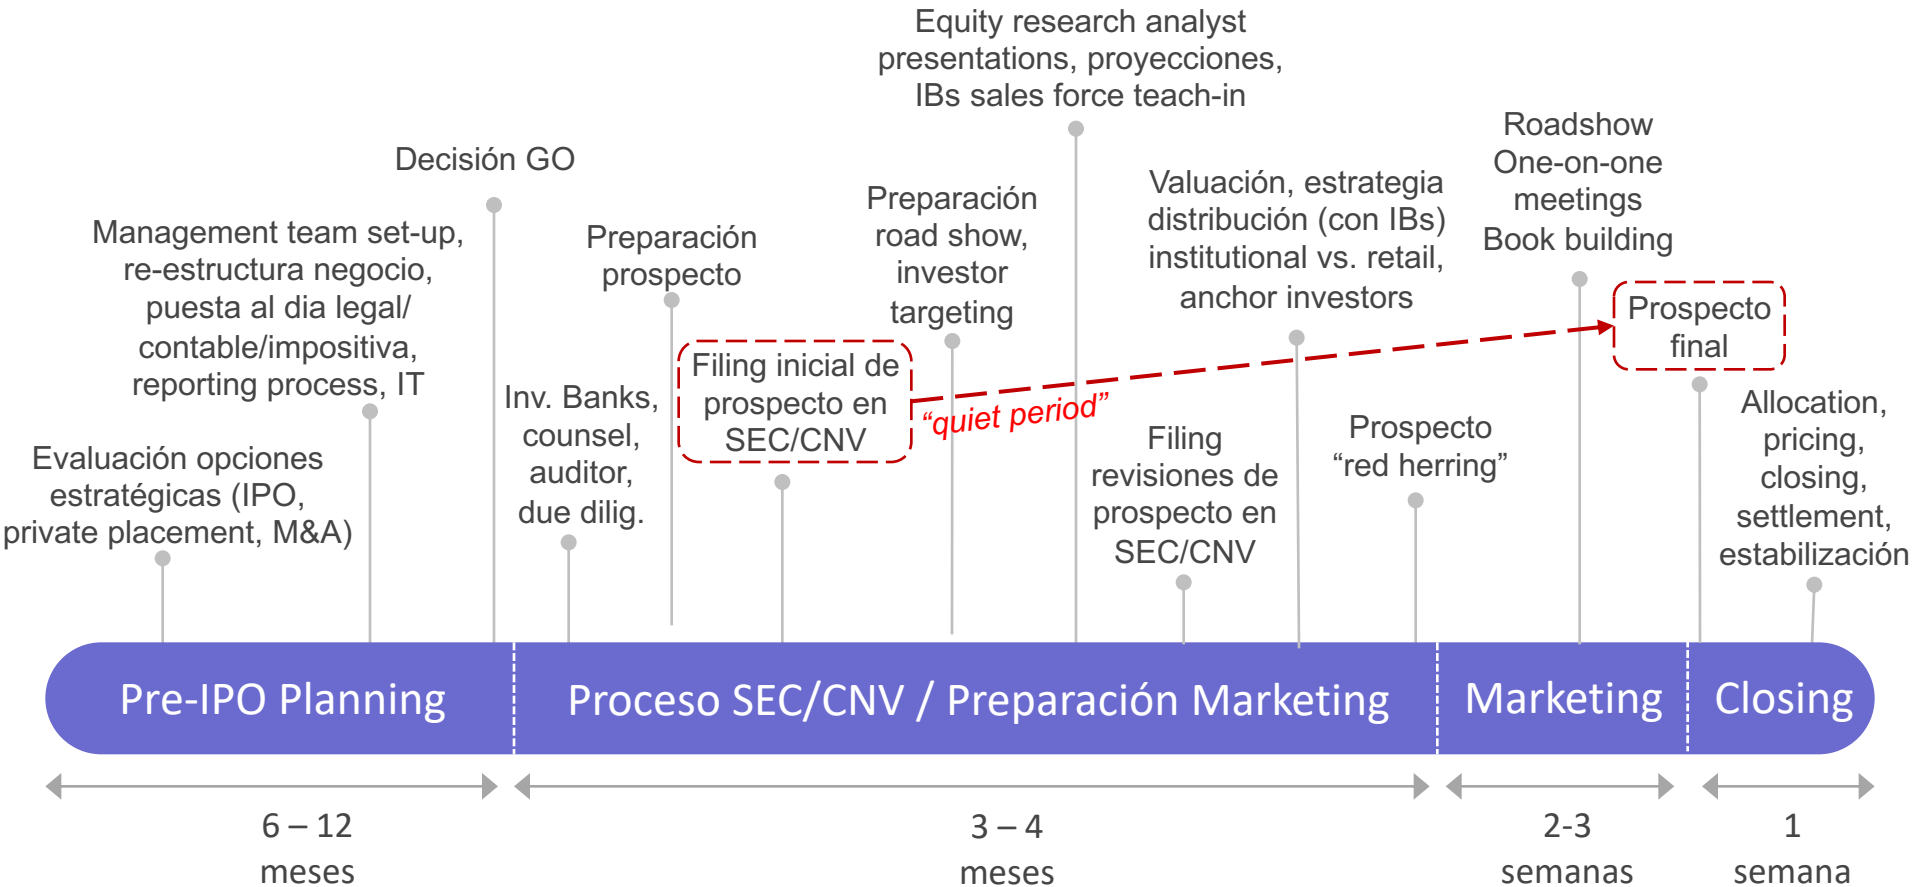 Evaluación opciones
estratégicas (IPO,
private placement, M&A)
Management team set-up,
re-estructura negocio,
puesta al dia legal/
contable/impositiva,
reporting process, IT
Decisión GO
Inv. Banks,
counsel,
auditor,
due dilig.
Preparación
prospecto
Filing inicial de
prospecto en
SEC/CNV
“quiet period”
Preparación
road show,
investor
targeting
Equity research analyst
presentations, proyecciones,
IBs sales force teach-in
Filing
revisiones de
prospecto en
SEC/CNV
Valuación, estrategia
distribución (con IBs)
institutional vs. retail,
anchor investors
Prospecto
“red herring”
Roadshow
One-on-one
meetings
Book building
Prospecto
final
Allocation,
pricing,
closing,
settlement,
estabilización
Pre-IPO Planning
Proceso SEC/CNV / Preparación Marketing
Marketing
Closing
6 – 12
meses
3 – 4
meses
2-3
semanas
1
semana